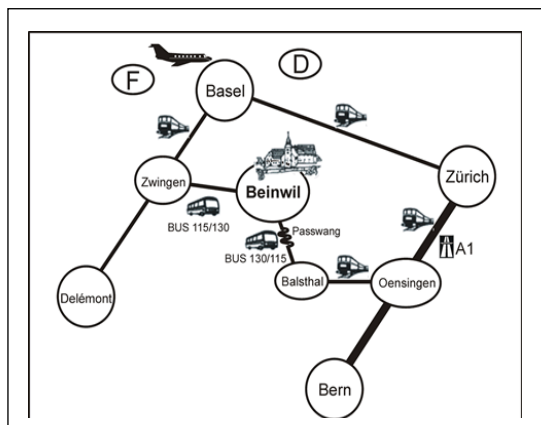 F
D
Basel
Zürich
Zwingen
Beinwil
BUS 115/130
Passwang
BUS 130/115
A1
Balsthal
Oensingen
Delémont
Bern